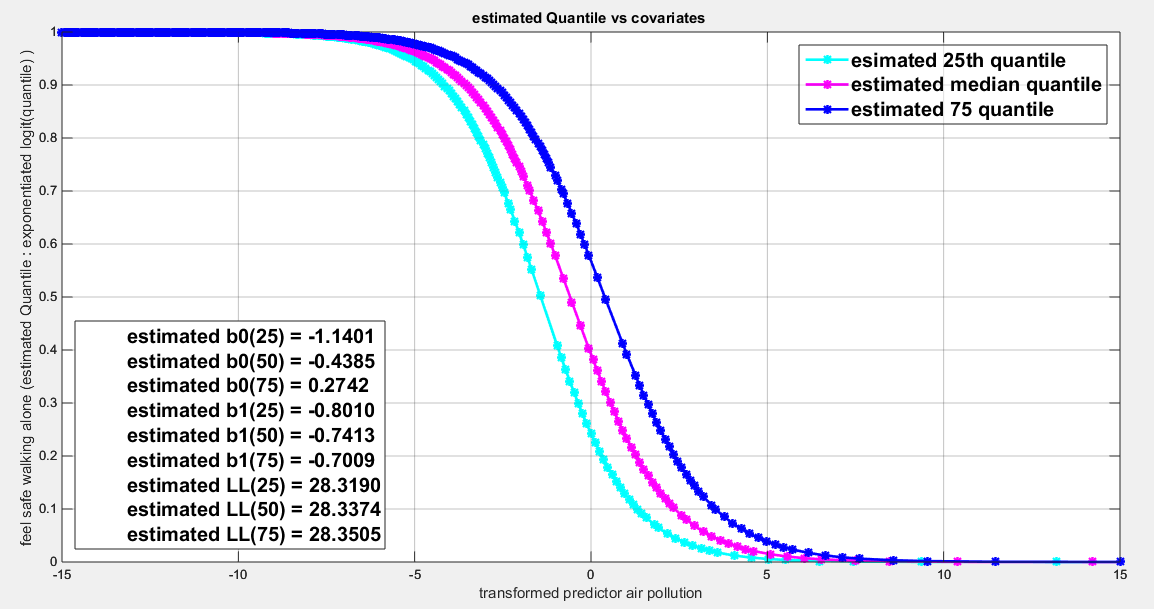 estimated Quantile vs covariates
feel safe walking alone (estimated Quantile : exponentiated logit(quantile) )
1
0.9
0.8
0.7
0.6
0.5
0.4
0.3
0.2
0.1
0
esimated 25th quantile
estimated median quantile
estimated 75 quantile
estimated b0(25) = -1.1401
estimated b0(50) = -0.4385
estimated b0(75) = 0.2742
estimated b1(25) = -0.8010
estimated b1(50) = -0.7413
estimated b1(75) = -0.7009
estimated LL(25) = 28.3190
estimated LL(50) = 28.3374
estimated LL(75) = 28.3505
-15 -10 -5 0 5 10 15
transformed predictor air pollution